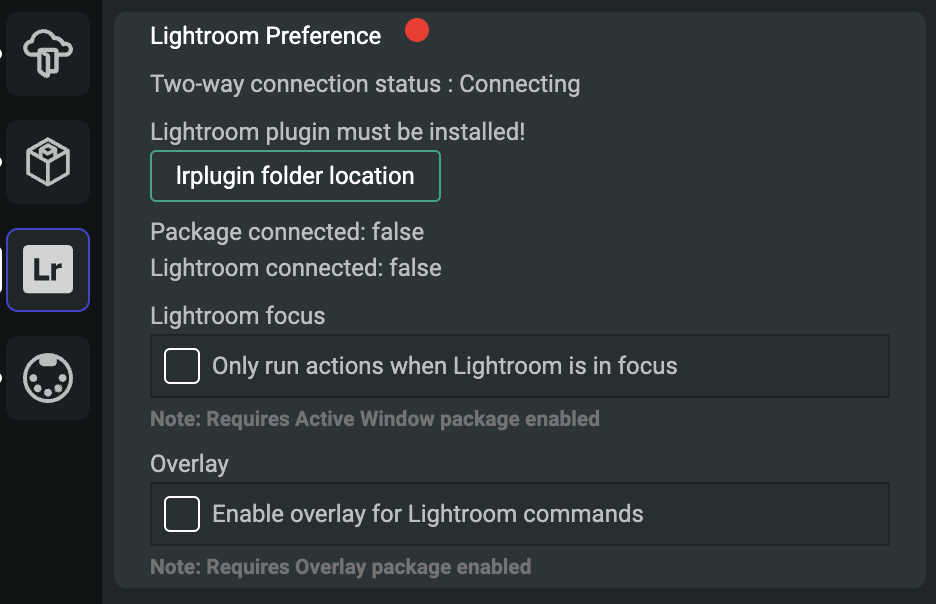 Lightroom Preference
Two-way connection status : Connecting
Lightroom plugin must be installed!
lrplugin folder location
Package connected: false
Lr
Lightroom connected: false
Lightroom focus
Only run actions when Lightroom is in focus
Note: Requires Active Window package enabled
Overlay
Enable overlay for Lightroom commands
Note: Requires Overlay package enabled